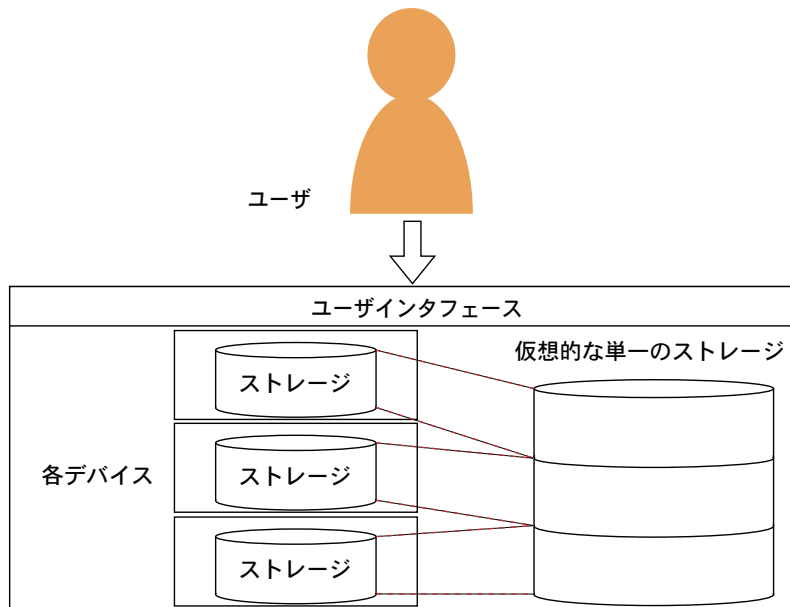 ユーザ
ユーザインタフェース
仮想的な単一のストレージ
ストレージ
各デバイス
ストレージ
ストレージ